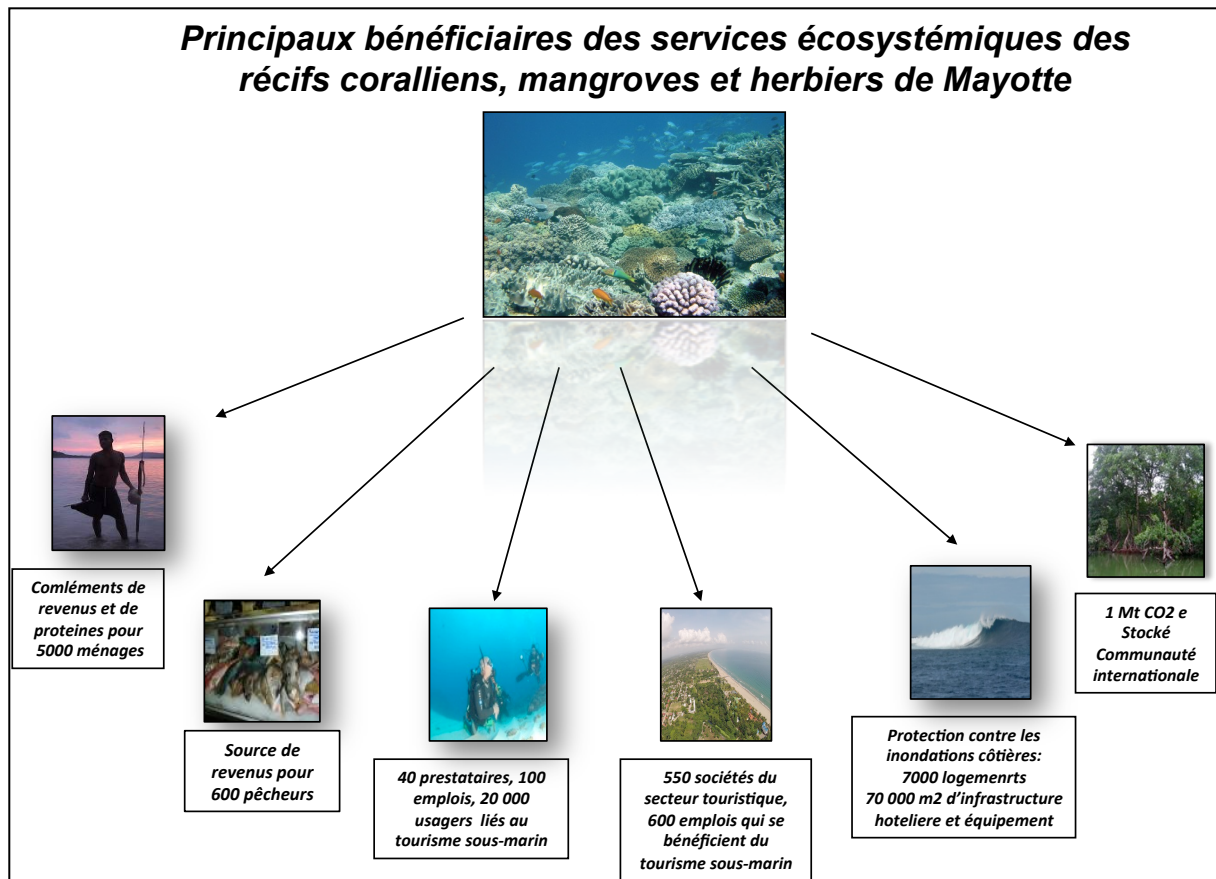 Principaux bénéficiaires des services écosystémiques des
récifs coralliens, mangroves et herbiers de Mayotte
Comléments de
revenus et de
proteines pour
5000 ménages
Source de
revenus pour
600 pêcheurs
40 prestataires, 100
emplois, 20 000
usagers liés au
tourisme sous-marin
550 sociétés du
secteur touristique,
600 emplois qui se
bénéficient du
tourisme sous-marin
Protection contre les
inondations côtières:
7000 logemenrts
70 000 m2 d'infrastructure
hoteliere et équipement
1 Mt CO2 e
Stocké
Communauté
internationale